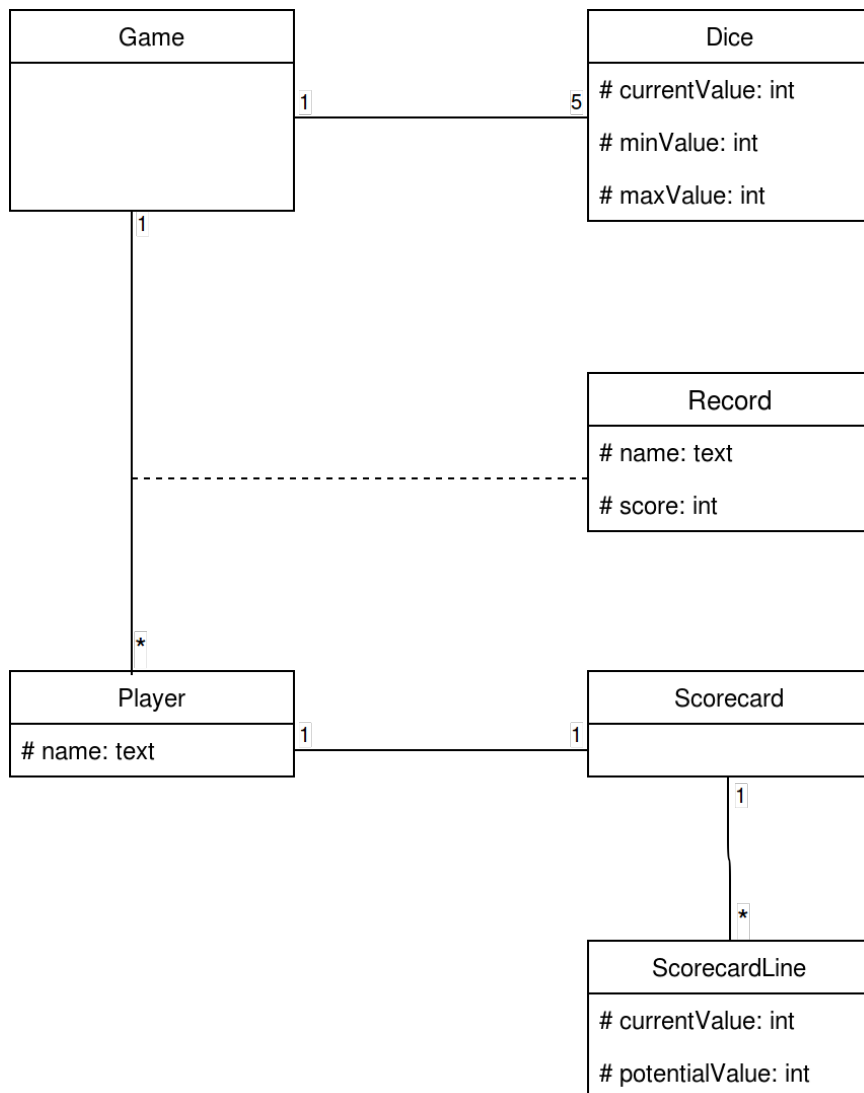 Game
Dice
# currentValue: int
1
5
# minValue: int
# maxValue: int
1
Record
# name: text
# score: int
*
Player
Scorecard
# name: text
1
1
1
*
ScorecardLine
# currentValue: int
# potentialValue: int